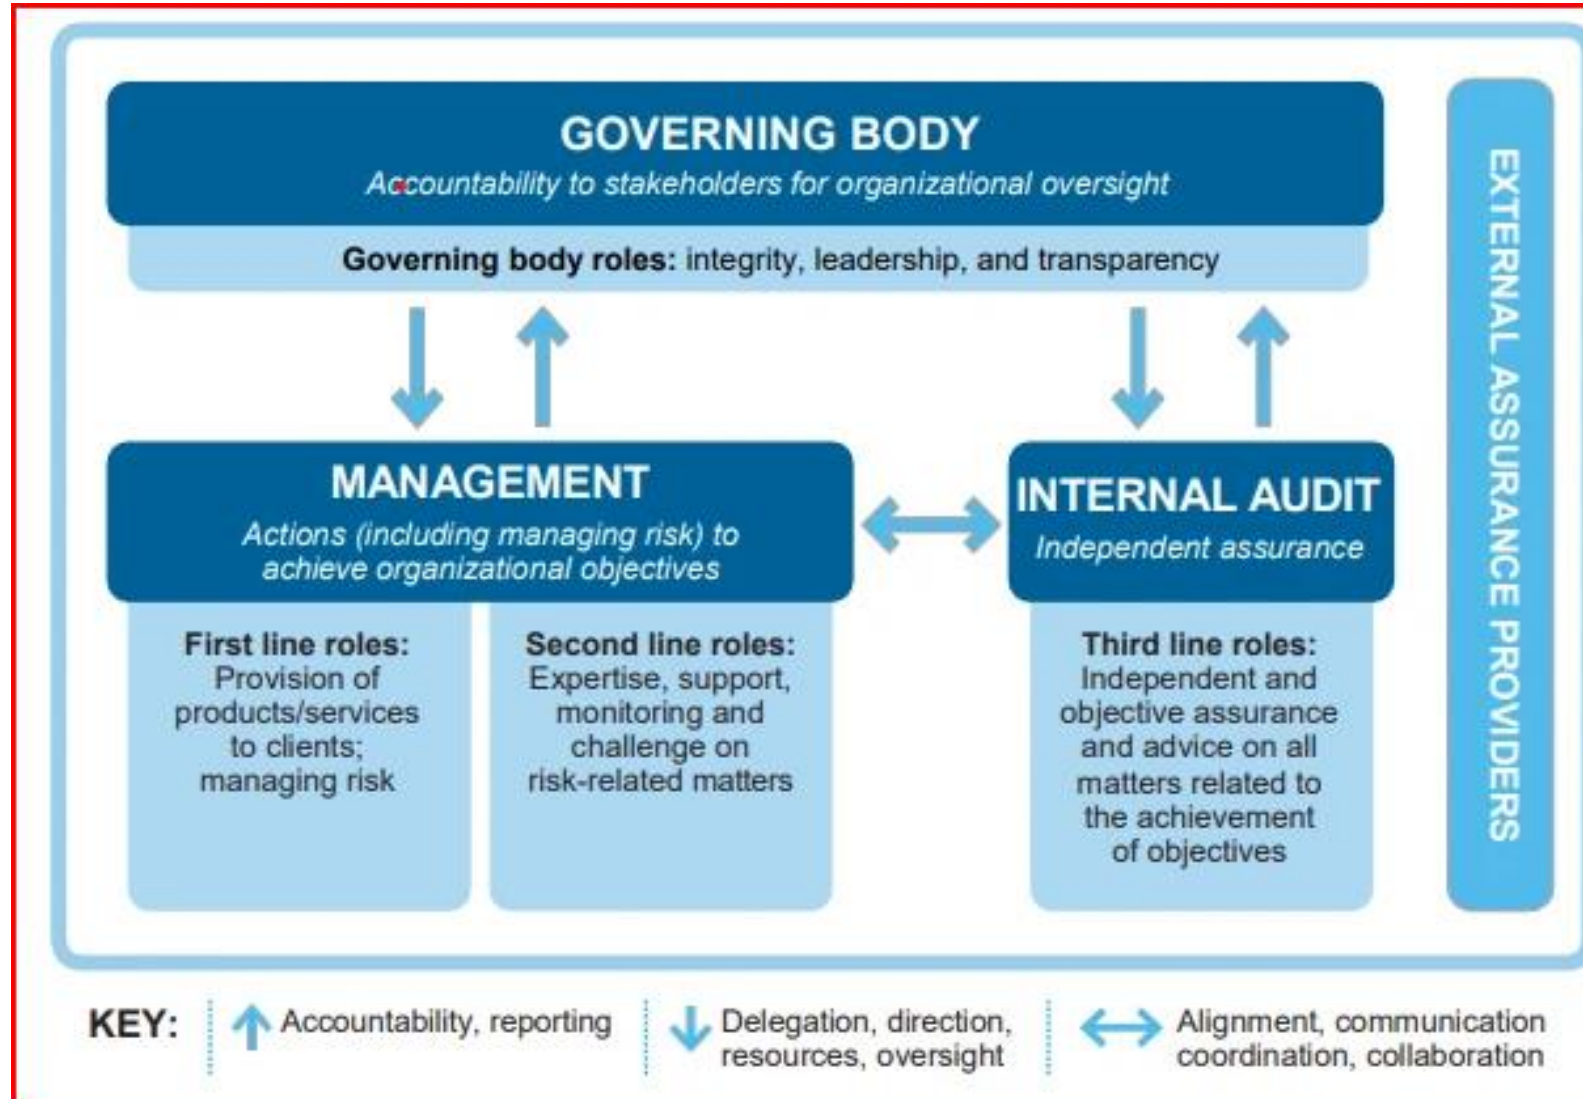 GOVERNING BODY
Accountability to stakeholders for organizational oversight
Governing body roles: integrity, leadership, and transparency
MANAGEMENT
Actions (including managing risk) to
achieve organizational objectives
First line roles:
Provision of
products/services
to clients;
managing risk
Second line roles:
Expertise, support,
monitoring and
challenge on
risk-related matters
INTERNAL AUDIT
Independent assurance
Third line roles:
Independent and
objective assurance
and advice on all
matters related to
the achievement
of objectives
EXTERNAL ASSURANCE PROVIDERS
KEY:
Accountability, reporting
Delegation, direction,
resources, oversight
Alignment, communication
coordination, collaboration